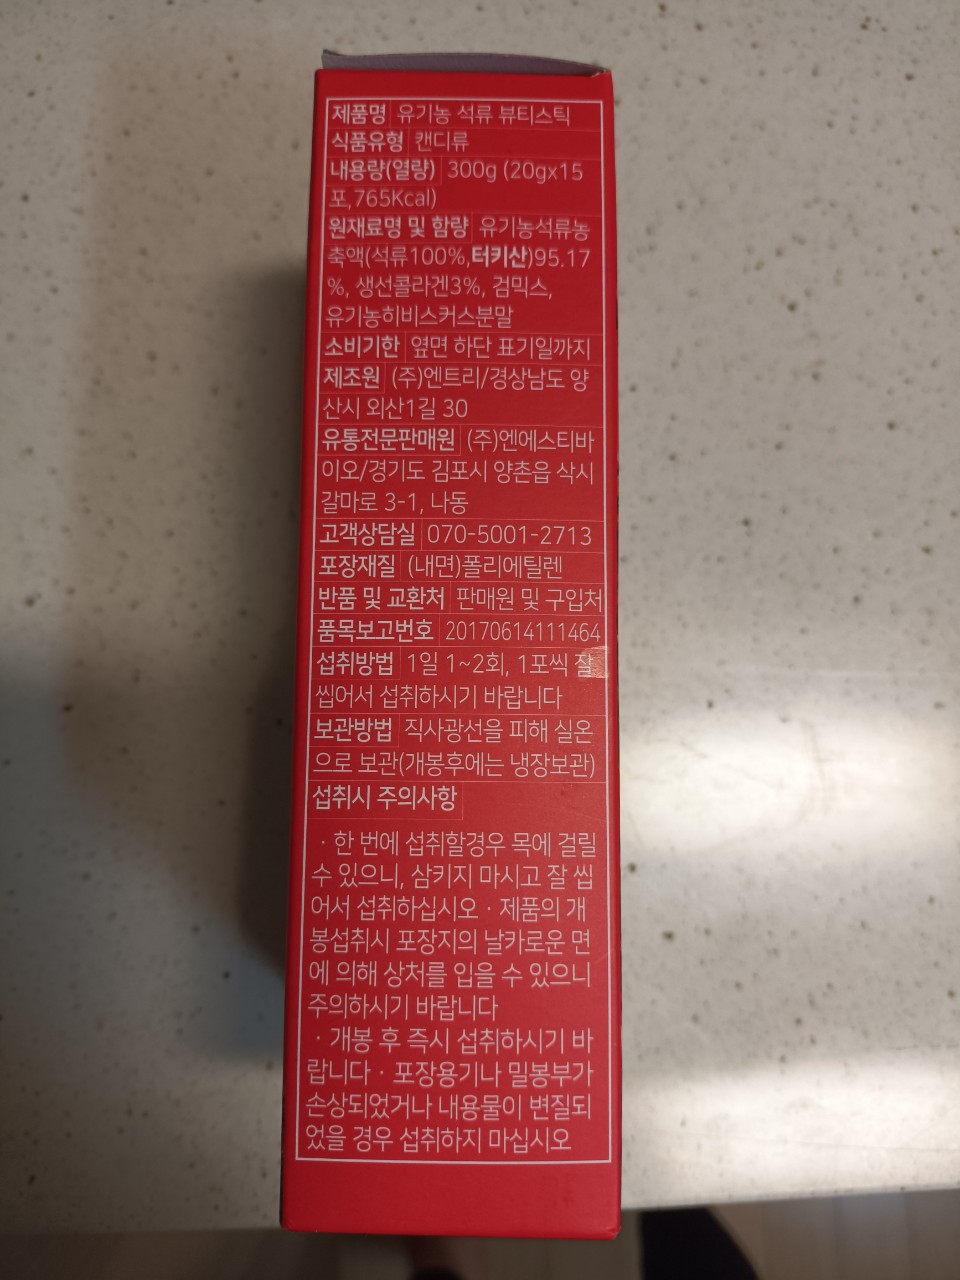 제품명 유기농 석류 뷰티스틱
식품유형 캔디류
내용량(열량) 300g (20gx15
포,765Kcal)
원재료명 및 함량 유기농석류농
축액(석류100%,터키산)95.17
%, 생선콜라겐3%, 검믹스,
유기농히비스커스분말
소비기한 옆면 하단 표기일까지
제조원 (주)엔트리/경상남도 양
산시 외산1길 30
유통전문판매원 (주)엔에스티바
이오/경기도 김포시 양촌읍 삭시
갈마로 3-1, 나동
고객상담실 070-5001-2713
포장재질 (내면)폴리에틸렌
반품 및 교환처 판매원 및 구입처
품목보고번호 20170614111464
섭취방법 1일 1~2회, 1포씩 잘
씹어서 섭취하시기 바랍니다
보관방법 직사광선을 피해 실온
으로 보관(개봉후에는 냉장보관)
섭취시 주의사항
· 한 번에 섭취할경우 목에 걸릴
수 있으니, 삼키지 마시고 잘 씹
어서 섭취하십시오 · 제품의 개
봉섭취시 포장지의 날카로운 면
에 의해 상처를 입을 수 있으니
주의하시기 바랍니다
· 개봉 후 즉시 섭취하시기 바
랍니다 · 포장용기나 밀봉부가
손상되었거나 내용물이 변질되
었을 경우 섭취하지 마십시오